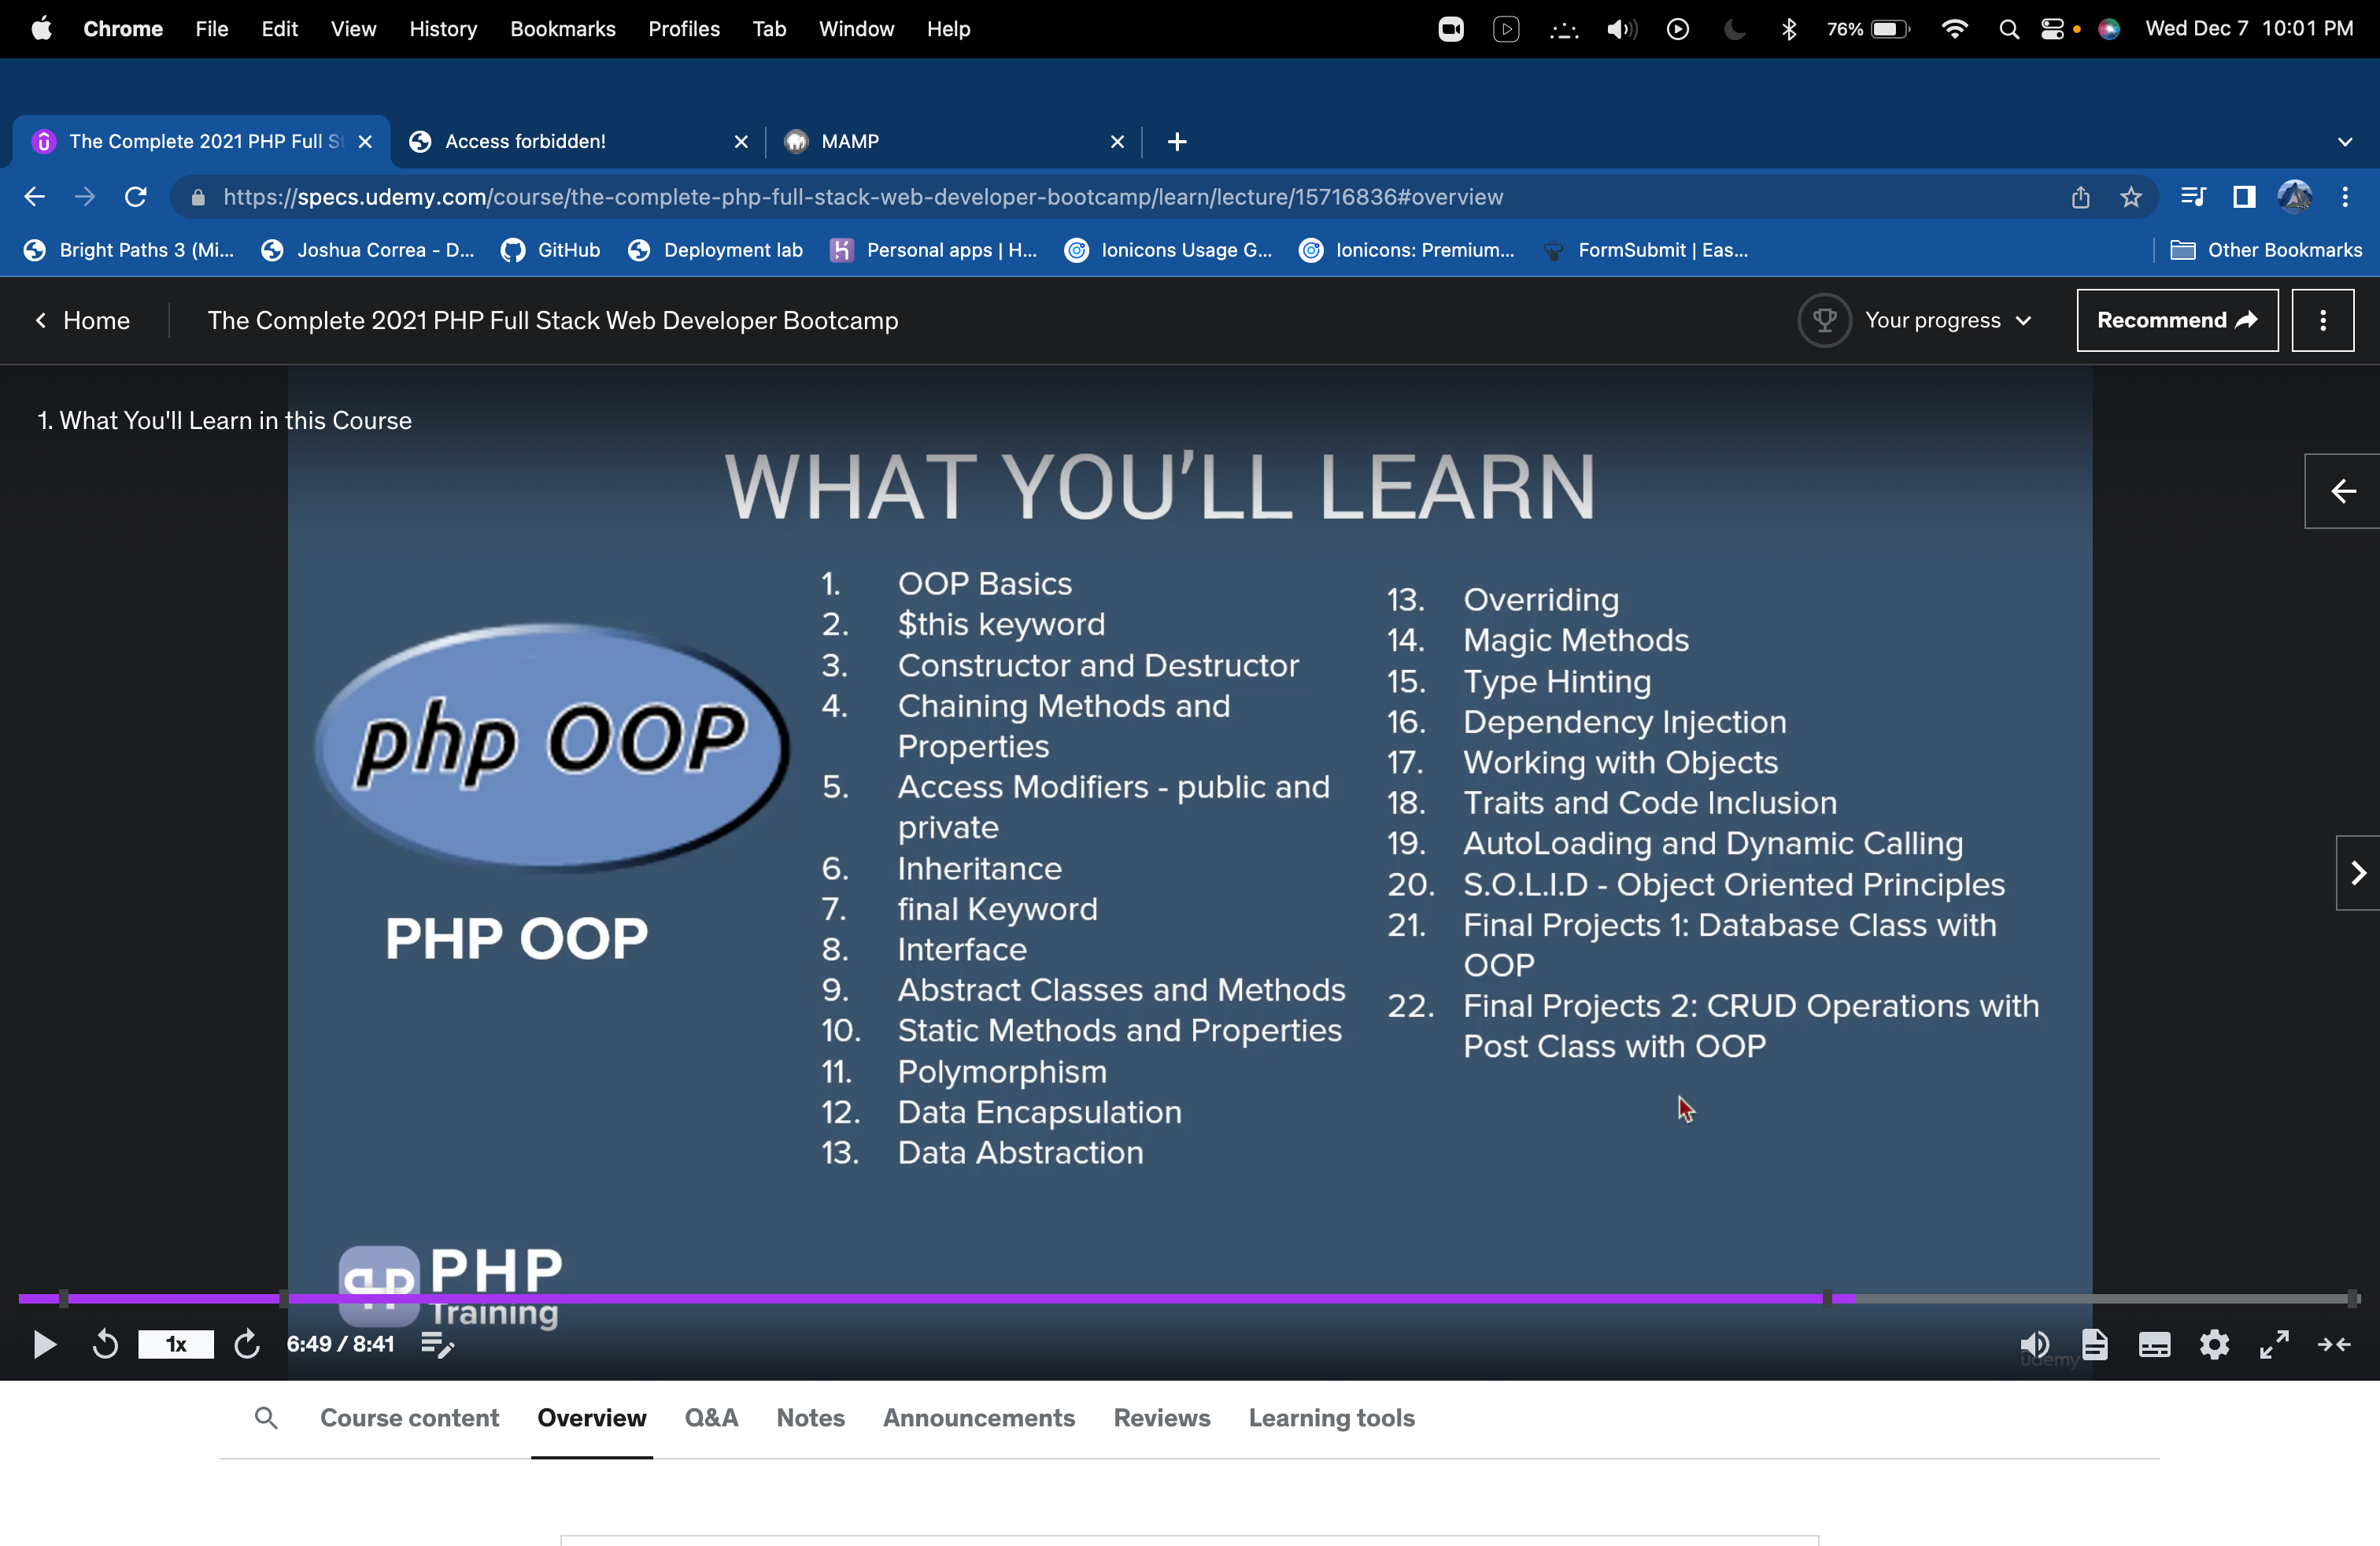 Chrome File Edit View History Bookmarks Profiles Tab Window Help 76% Wed Dec 7 10:01 PM
The Complete 2021 PHP Full St
Access forbidden!
MAMP
https://specs.udemy.com/course/the-complete-php-full-stack-web-developer-bootcamp/learn/lecture/15716836#overview
Bright Paths 3 (Mi... Joshua Correa - D... GitHub Deployment lab Personal apps | H... Ionicons Usage G... Ionicons: Premium... FormSubmit | Eas... Other Bookmarks
Home The Complete 2021 PHP Full Stack Web Developer Bootcamp Your progress Recommend
1. What You'll Learn in this Course
WHAT YOU'LL LEARN
php OOP
PHP OOP
1. OOP Basics
2. $this keyword
3. Constructor and Destructor
4. Chaining Methods and
Properties
5. Access Modifiers - public and
private
6. Inheritance
7. final Keyword
8. Interface
9. Abstract Classes and Methods
10. Static Methods and Properties
11. Polymorphism
12. Data Encapsulation
13. Data Abstraction
13. Overriding
14. Magic Methods
15. Type Hinting
16. Dependency Injection
17. Working with Objects
18. Traits and Code Inclusion
19. AutoLoading and Dynamic Calling
20. S.O.L.I.D - Object Oriented Principles
21. Final Projects 1: Database Class with
OOP
22. Final Projects 2: CRUD Operations with
Post Class with OOP
PHP
Training
1x 6:49 / 8:41
udemy
Course content Overview Q&A Notes Announcements Reviews Learning tools